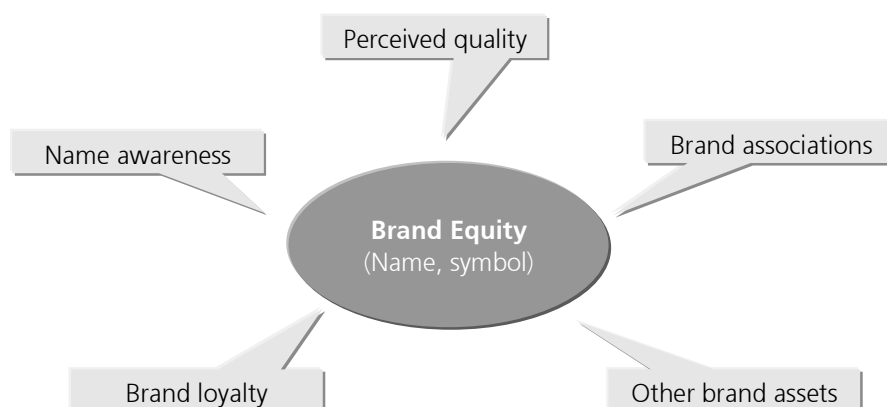 Perceived quality
Name awareness
Brand associations
Brand Equity
(Name, symbol)
Brand loyalty
Other brand assets